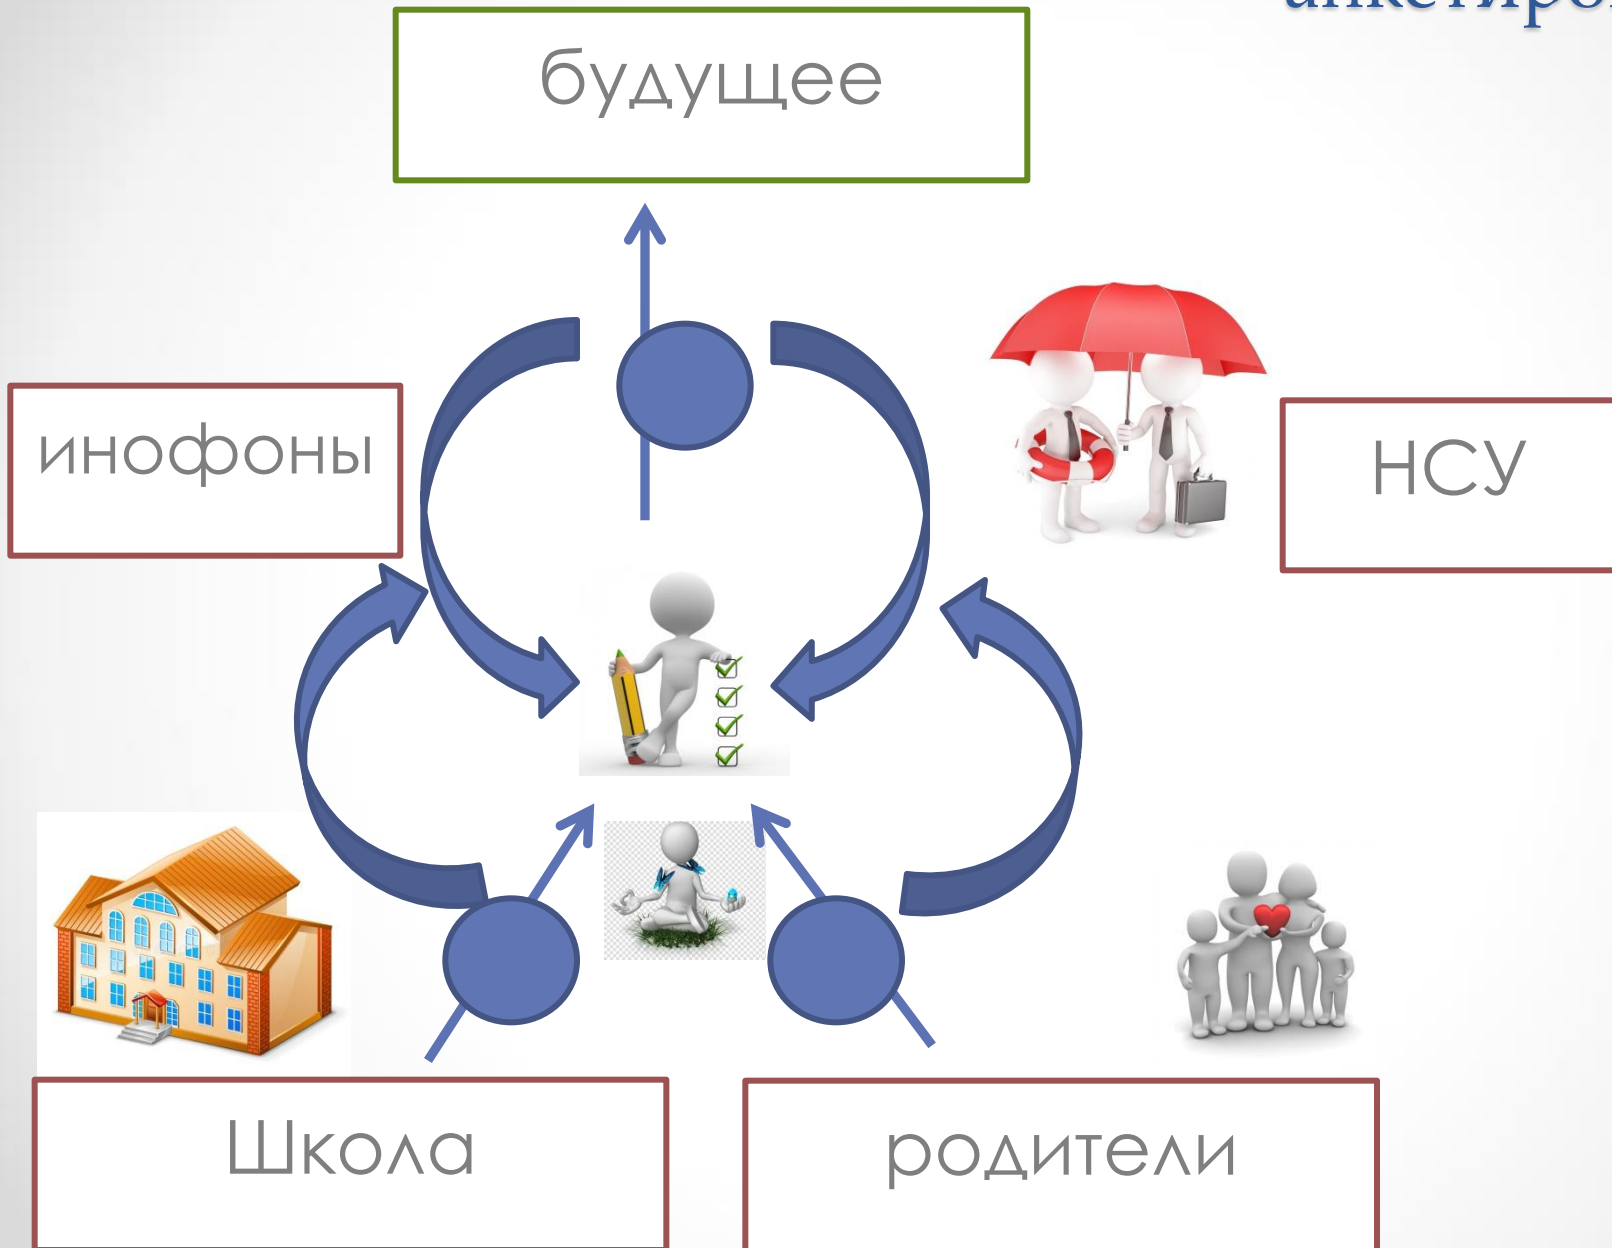 будущее
инофоны
НСУ
Школа
родители